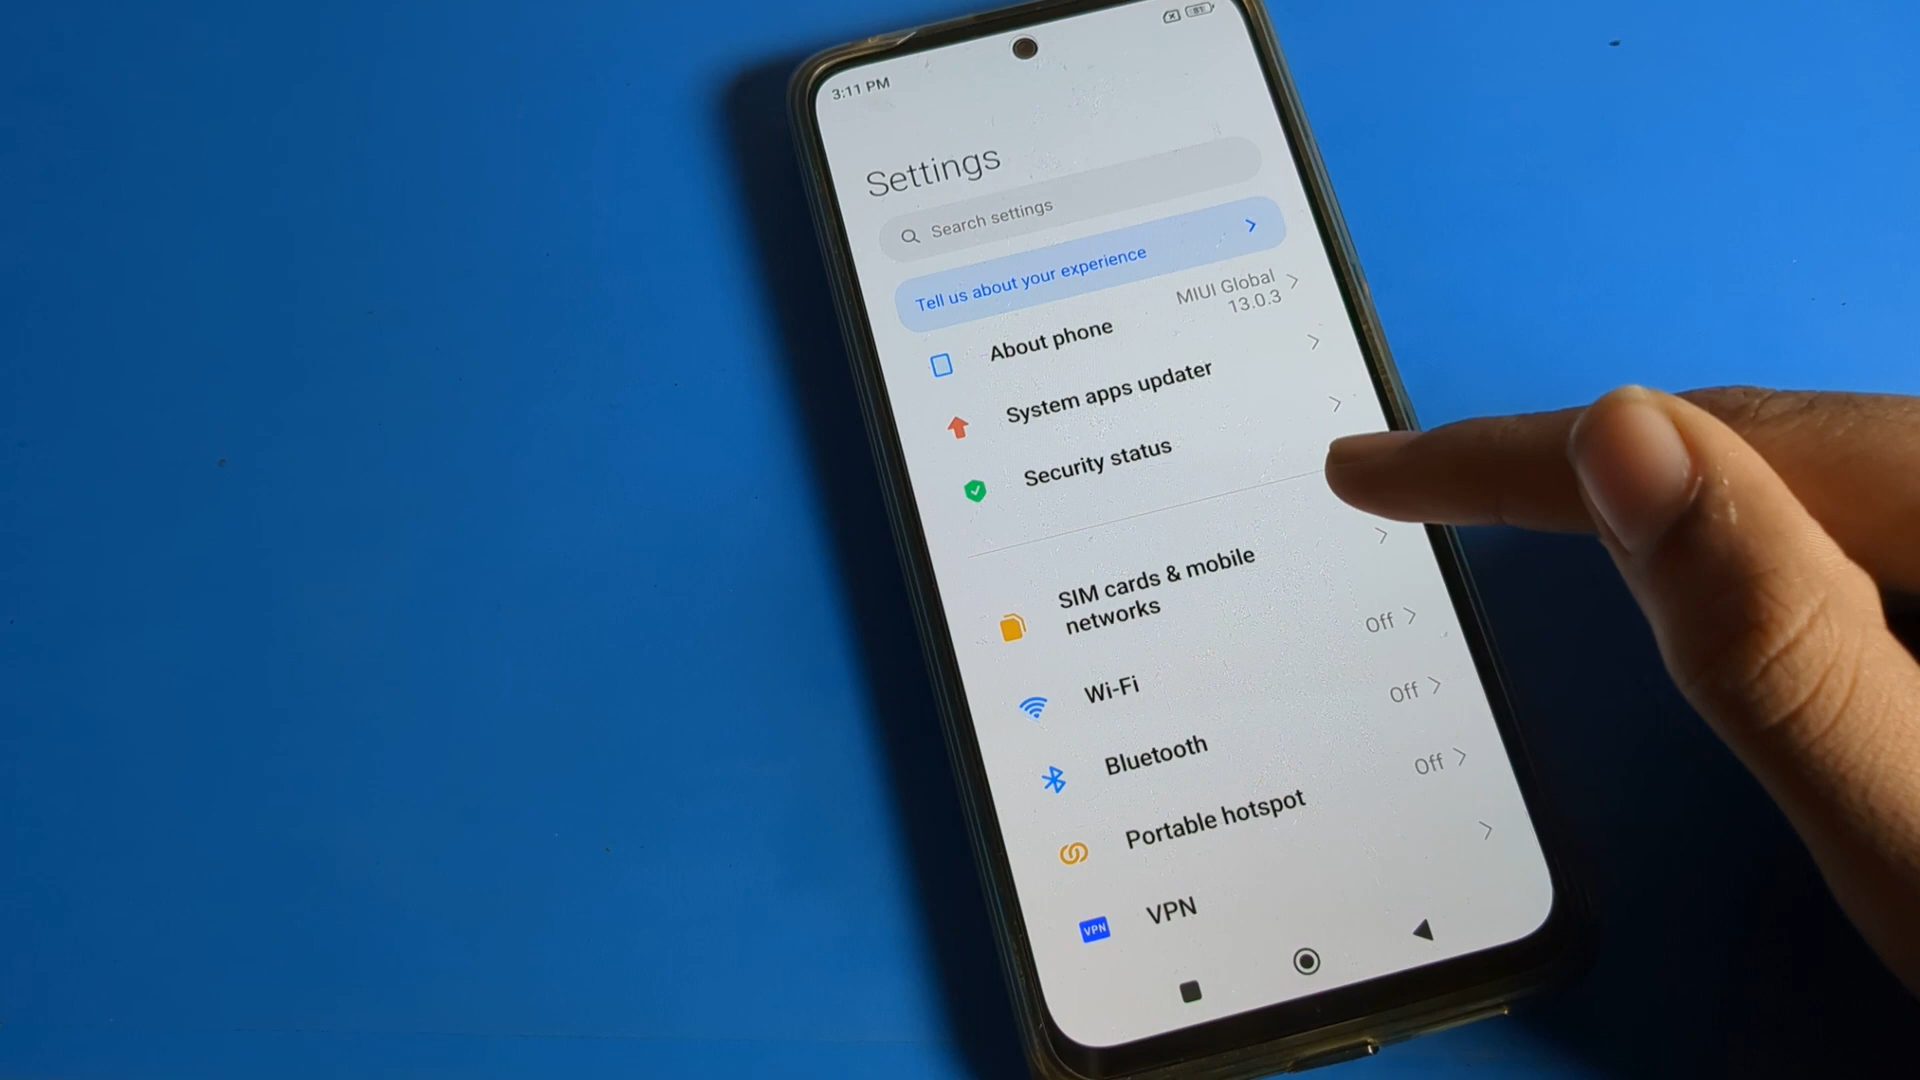 3:11 PM
81
Settings
Search settings
Tell us about your experience
About phone
MIUI Global
13.0.3
System apps updater
Security status
SIM cards & mobile
networks
Wi-Fi
Off
Bluetooth
Off
Portable hotspot
Off
VPN
VPN